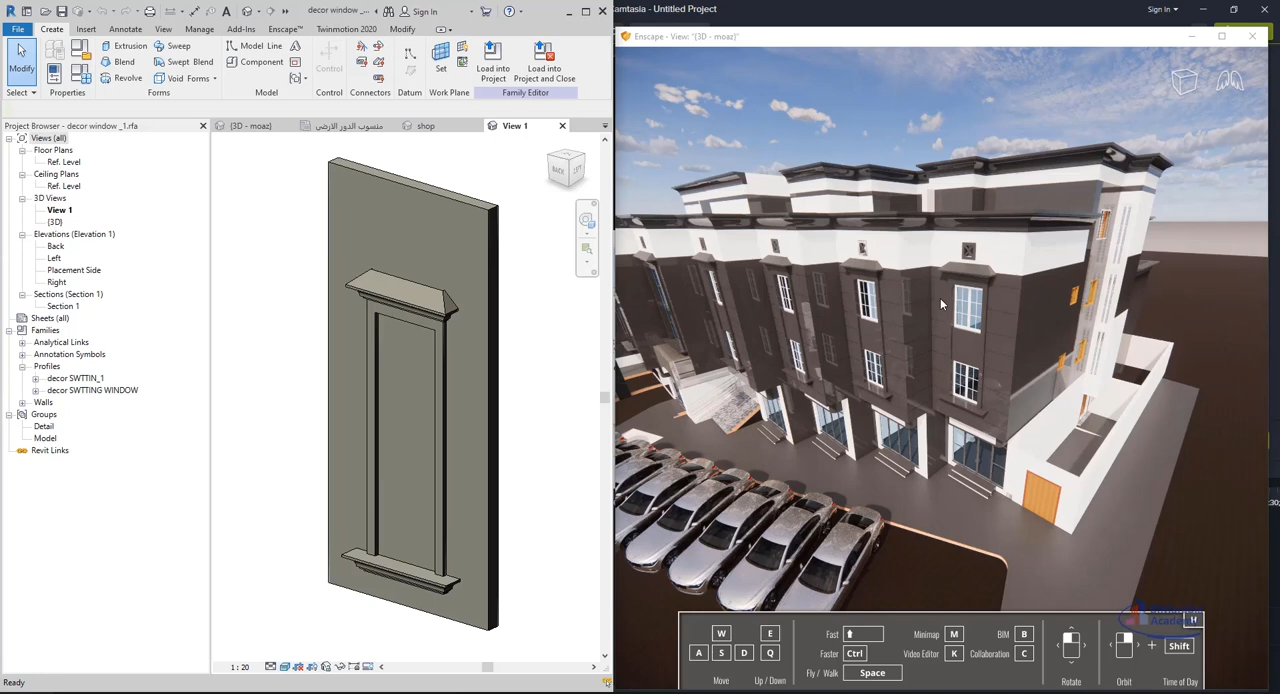 decor window _...
Sign In
File
Create
Insert
Annotate
View
Manage
Add-Ins
Enscape™
Twinmotion 2020
Modify
Modify
Select
Properties
Extrusion
Blend
Revolve
Sweep
Swept Blend
Void Forms
Forms
Model Line
Component
Model
Control
Control
Connectors
Datum
Set
Work Plane
Load into
Project
Load into
Project and Close
Family Editor
Project Browser - decor window _1.rfa
{3D - moaz}
منسوب الدور الارضي
shop
View 1
Views (all)
Floor Plans
Ref. Level
Ceiling Plans
Ref. Level
3D Views
View 1
{3D}
Elevations (Elevation 1)
Back
Left
Placement Side
Right
Sections (Section 1)
Section 1
Sheets (all)
Families
Analytical Links
Annotation Symbols
Profiles
decor SWTTIN_1
decor SWTTING WINDOW
Walls
Groups
Detail
Model
Revit Links
BACK
LEFT
1 : 20
Ready
amtasia - Untitled Project
Sign In
Enscape - View: "{3D - moaz}"
W
E
A
S
D
Q
Move
Up / Down
Fast
Faster
Ctrl
Fly / Walk
Space
Minimap
M
Video Editor
K
BIM
B
Collaboration
C
Rotate
Orbit
H
Shift
Time of Day